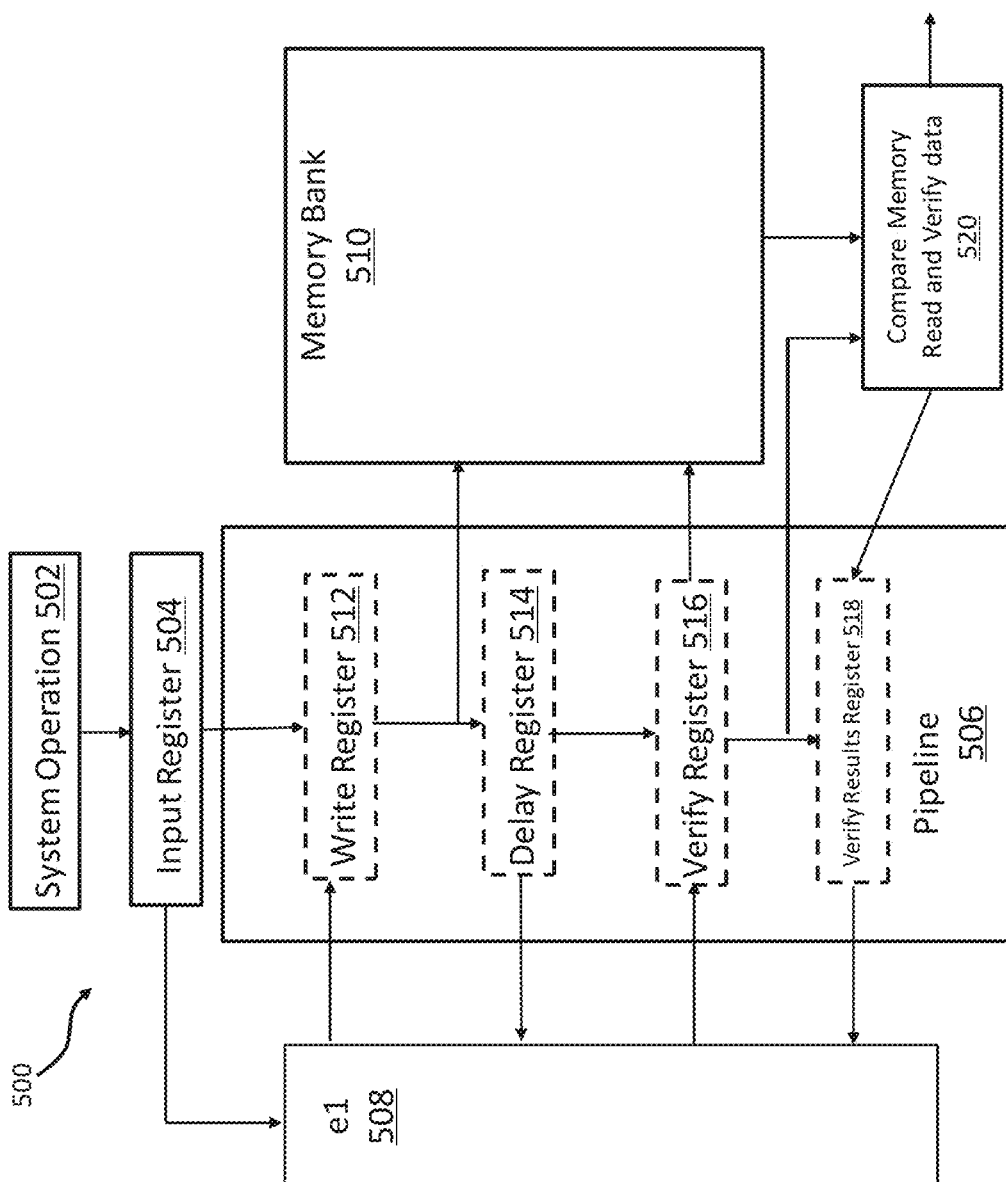 500
System Operation 502
Input Register 504
e1
508
Write Register 512
Delay Register 514
Verify Register 516
Verify Results Register 518
Pipeline
506
Memory Bank
510
Compare Memory
Read and Verify data
520